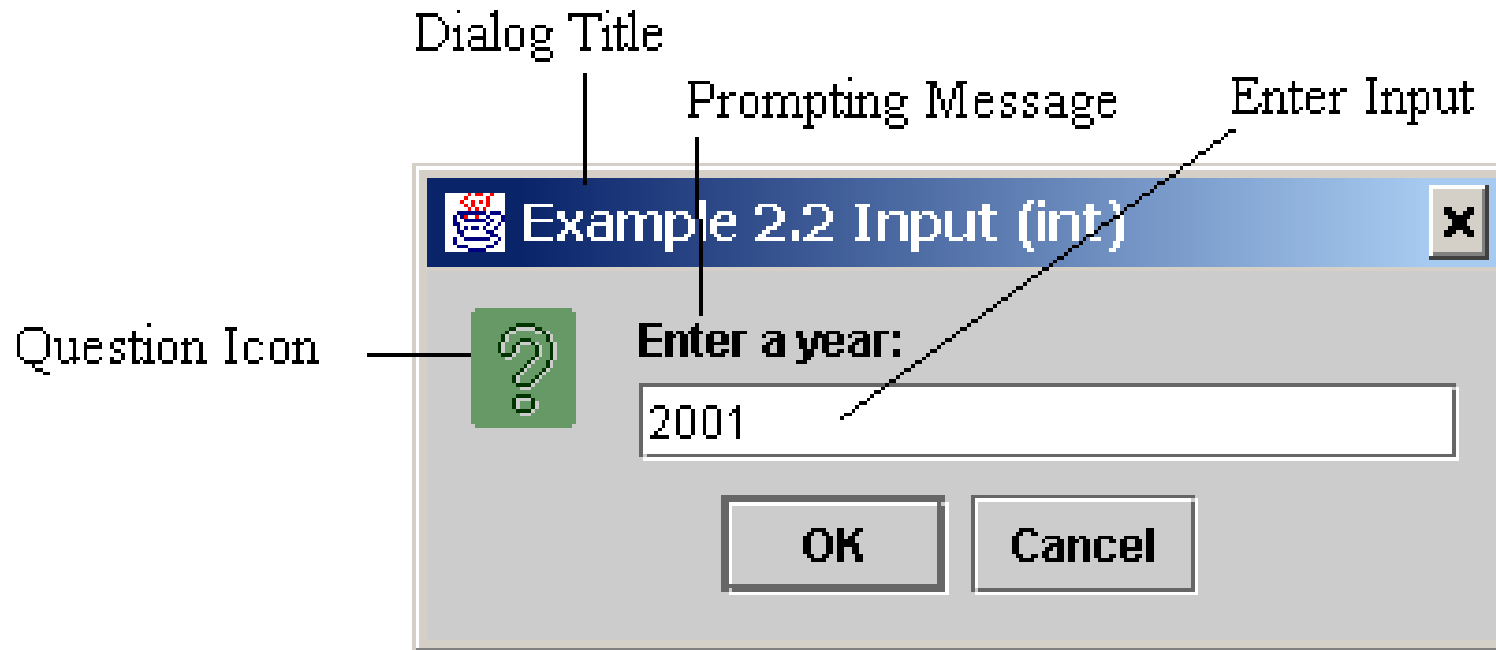 Dialog Title
Prompting Message
Enter Input
Example 2.2 Input (int)
Question Icon
Enter a year:
2001
OK
Cancel